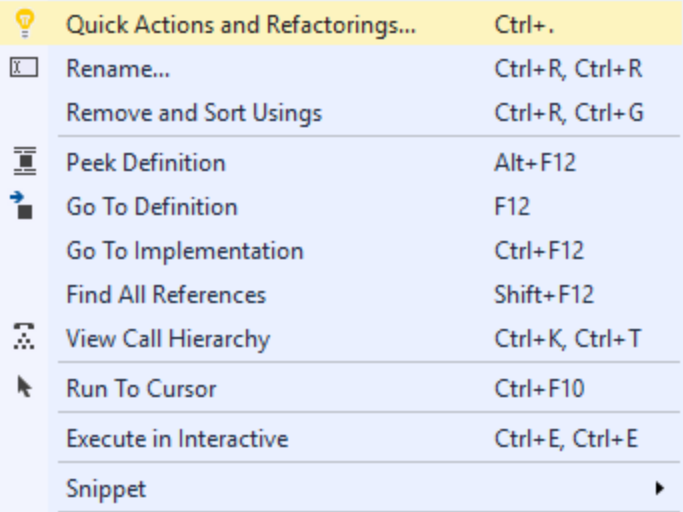 Quick Actions and Refactorings... Ctrl+.
Rename... Ctrl+R, Ctrl+R
Remove and Sort Usings Ctrl+R, Ctrl+G
Peek Definition Alt+F12
Go To Definition F12
Go To Implementation Ctrl+F12
Find All References Shift+F12
View Call Hierarchy Ctrl+K, Ctrl+T
Run To Cursor Ctrl+F10
Execute in Interactive Ctrl+E, Ctrl+E
Snippet